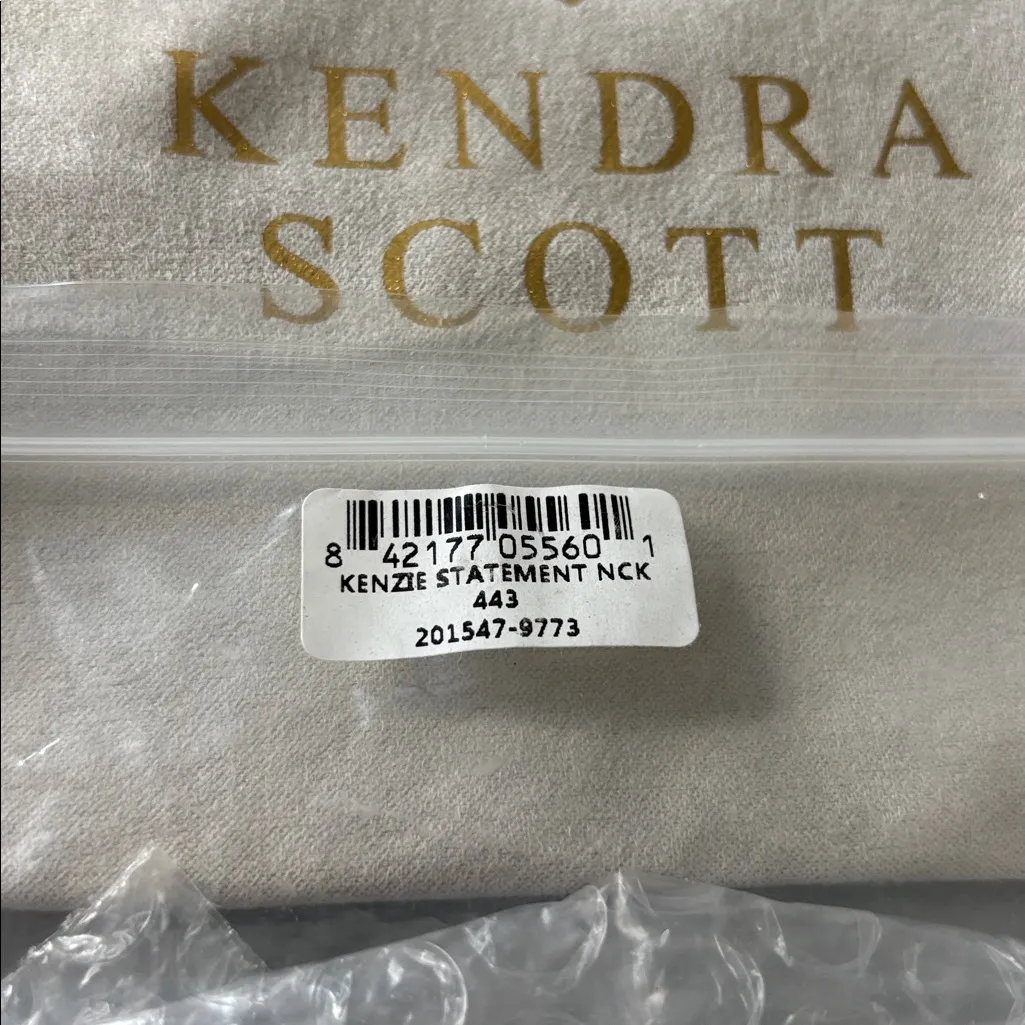 KENDRA
SCOTT
8 42177 05560 1
KENZIE STATEMENT NCK
443
201547-9773